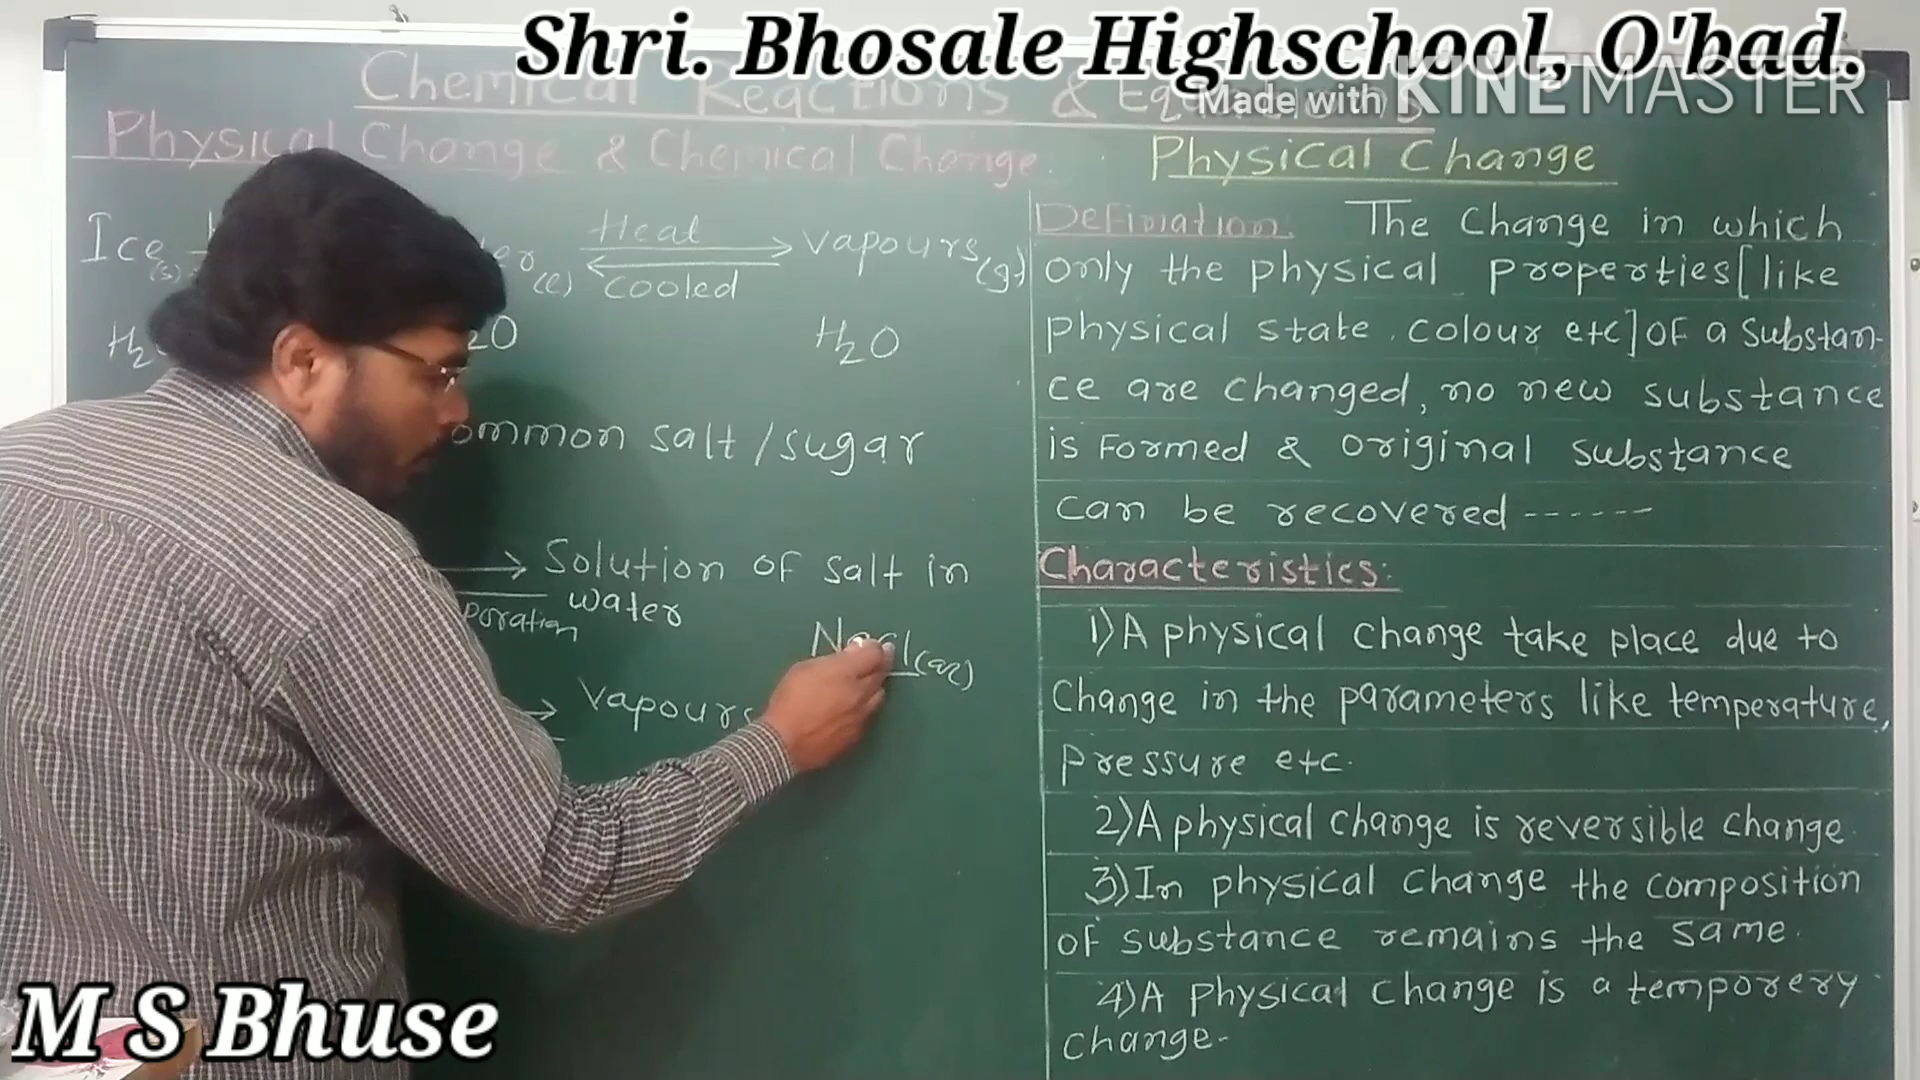 Shri. Bhosale Highschool, O'bad.
Made with KINEMASTER
Chemical Reactions &
Physical Change & Chemical Change.
Ice(s)
Heat
vapours(g)
(l)
cooled
H2O
ommon salt/sugar
→ Solution of salt in
water
poration
Nacl(aq)
→ vapours
Physical Change
Defination: The Change in which
only the physical properties[like
physical state, colour etc]of a substan-
ce are changed, no new substance
is Formed & original substance
can be recovered ------
Characteristics:
1) A physical change take place due to
Change in the parameters like temperature,
pressure etc.
2) A physical change is reversible change.
3) In physical change the composition
of substance remains the same.
4) A physical change is a temporery
change.
M S Bhuse